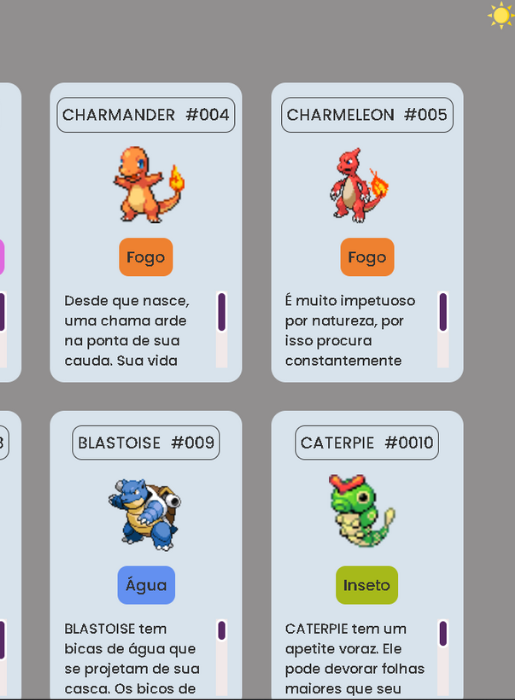 CHARMANDER #004
Fogo
Desde que nasce,
uma chama arde
na ponta de sua
cauda. Sua vida
CHARMELEON #005
Fogo
É muito impetuoso
por natureza, por
isso procura
constantemente
BLASTOISE #009
Água
BLASTOISE tem
bicas de água que
se projetam de sua
casca. Os bicos de
CATERPIE #0010
Inseto
CATERPIE tem um
apetite voraz. Ele
pode devorar folhas
maiores que seu